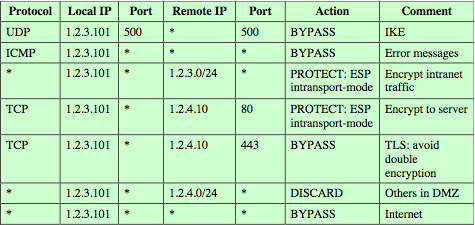 Protocol Local IP Port Remote IP Port Action Comment
UDP 1.2.3.101 500 * 500 BYPASS IKE
ICMP 1.2.3.101 * * * BYPASS Error messages
* 1.2.3.101 * 1.2.3.0/24 * PROTECT: ESP Encrypt intranet
intransport-mode traffic
TCP 1.2.3.101 * 1.2.4.10 80 PROTECT: ESP Encrypt to server
intransport-mode
TCP 1.2.3.101 * 1.2.4.10 443 BYPASS TLS: avoid
double
encryption
* 1.2.3.101 * 1.2.4.0/24 * DISCARD Others in DMZ
* 1.2.3.101 * * * BYPASS Internet